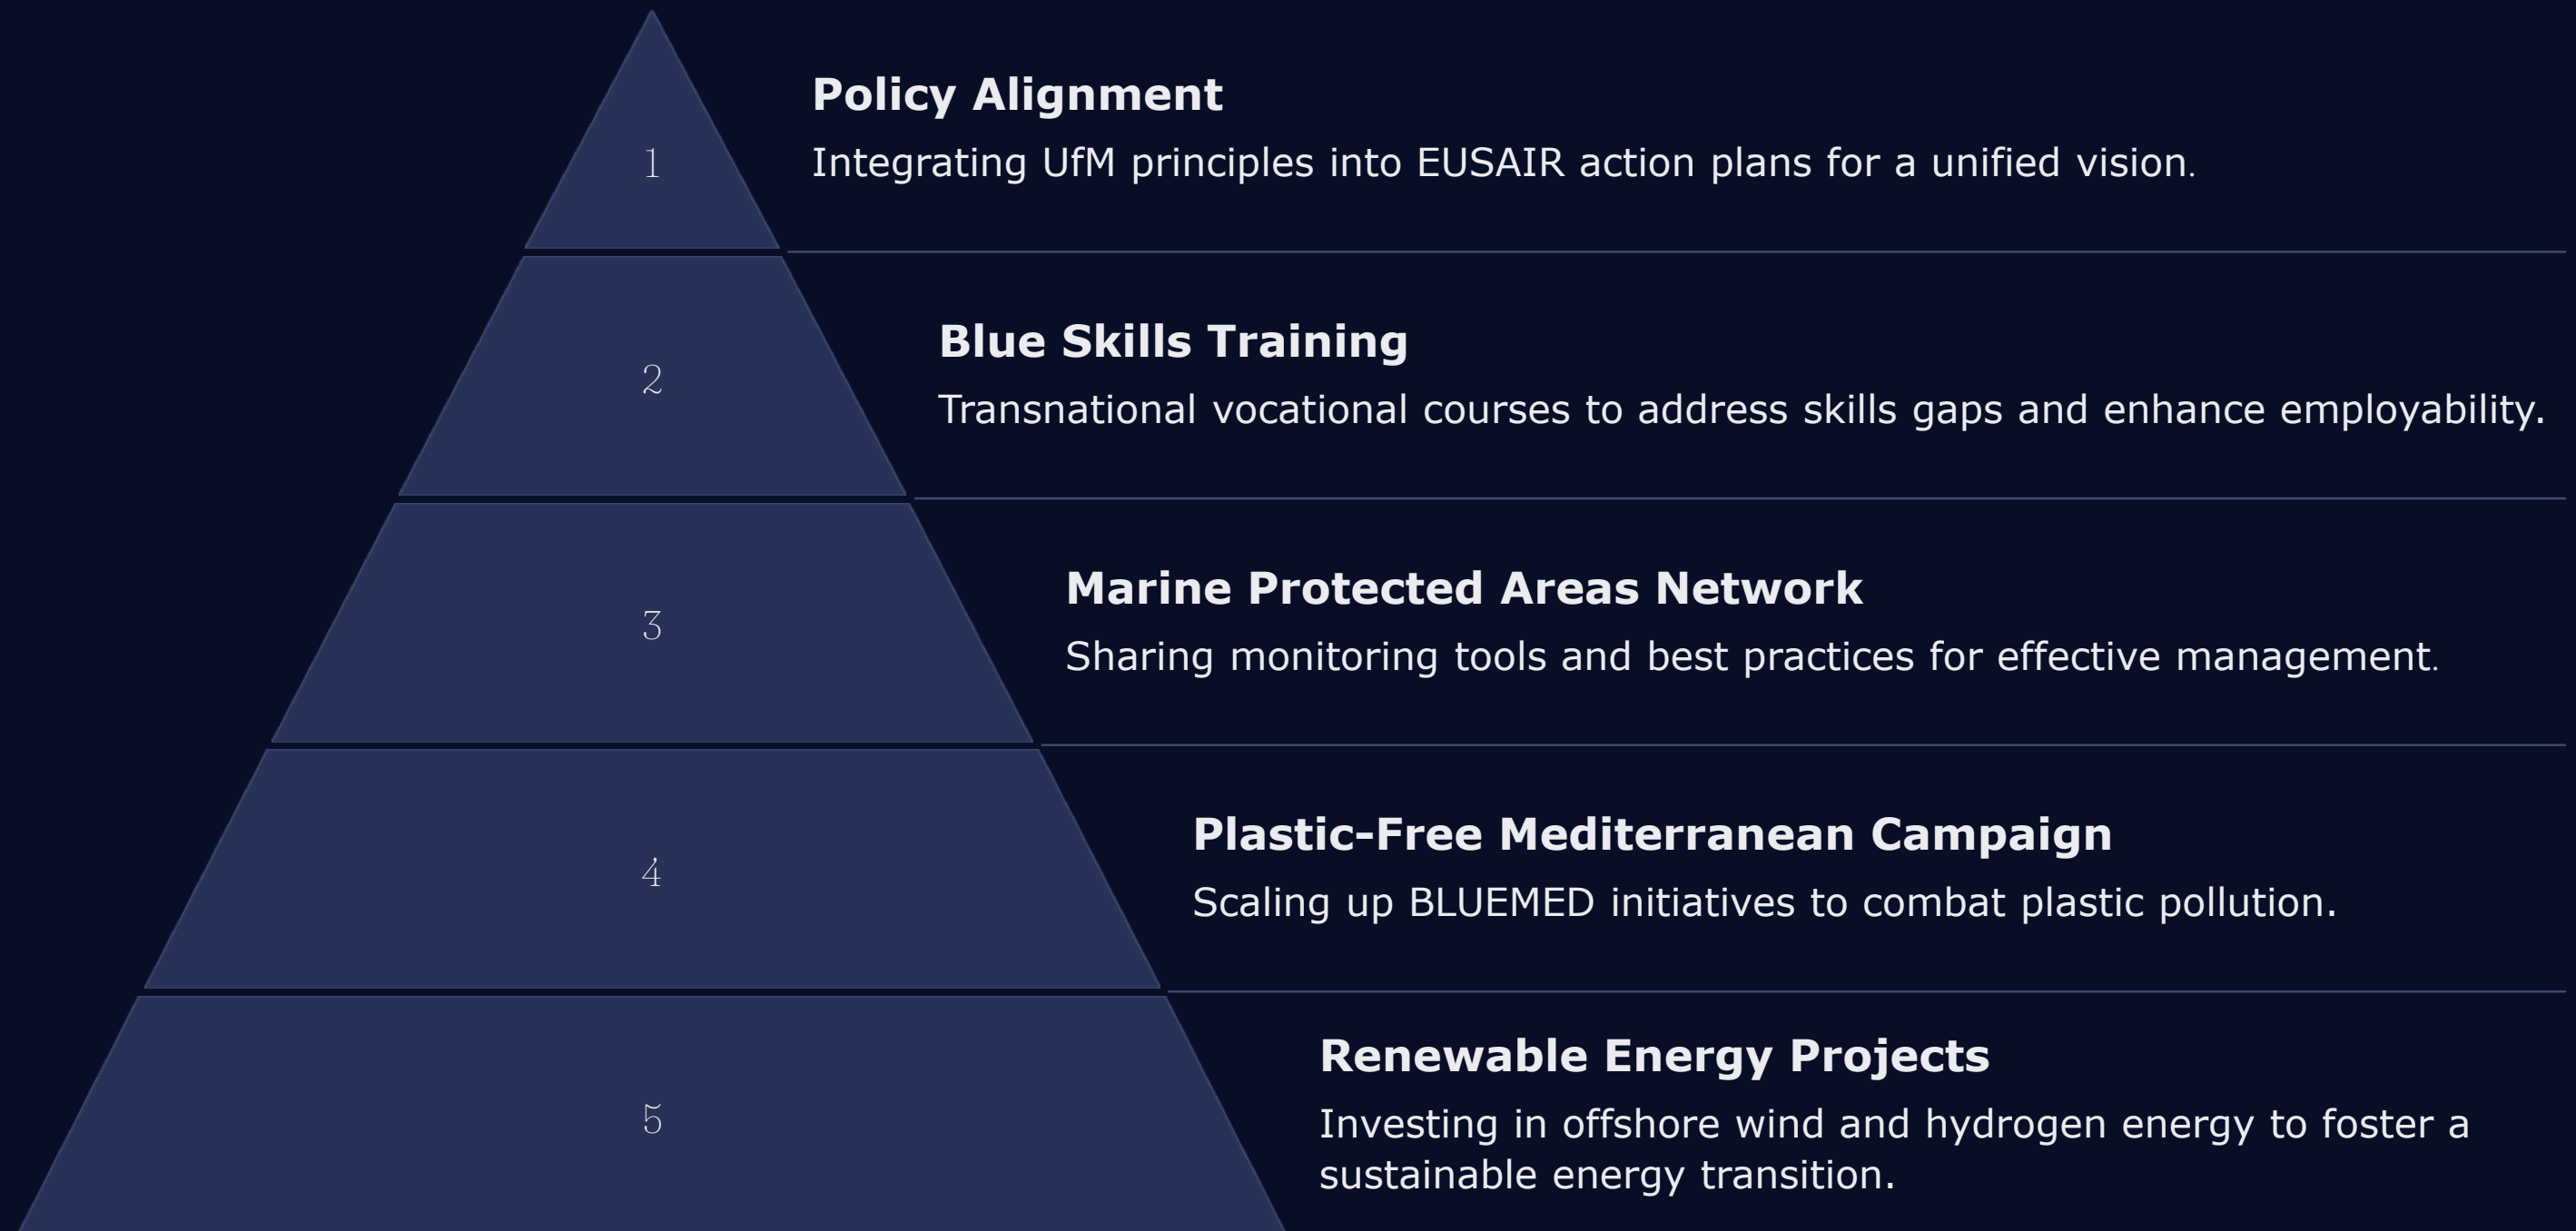 Policy Alignment
1
Integrating UfM principles into EUSAIR action plans for a unified vision.
Blue Skills Training
2
Transnational vocational courses to address skills gaps and enhance employability.
Marine Protected Areas Network
3
Sharing monitoring tools and best practices for effective management.
Plastic-Free Mediterranean Campaign
4
Scaling up BLUEMED initiatives to combat plastic pollution.
Renewable Energy Projects
5
Investing in offshore wind and hydrogen energy to foster a
sustainable energy transition.